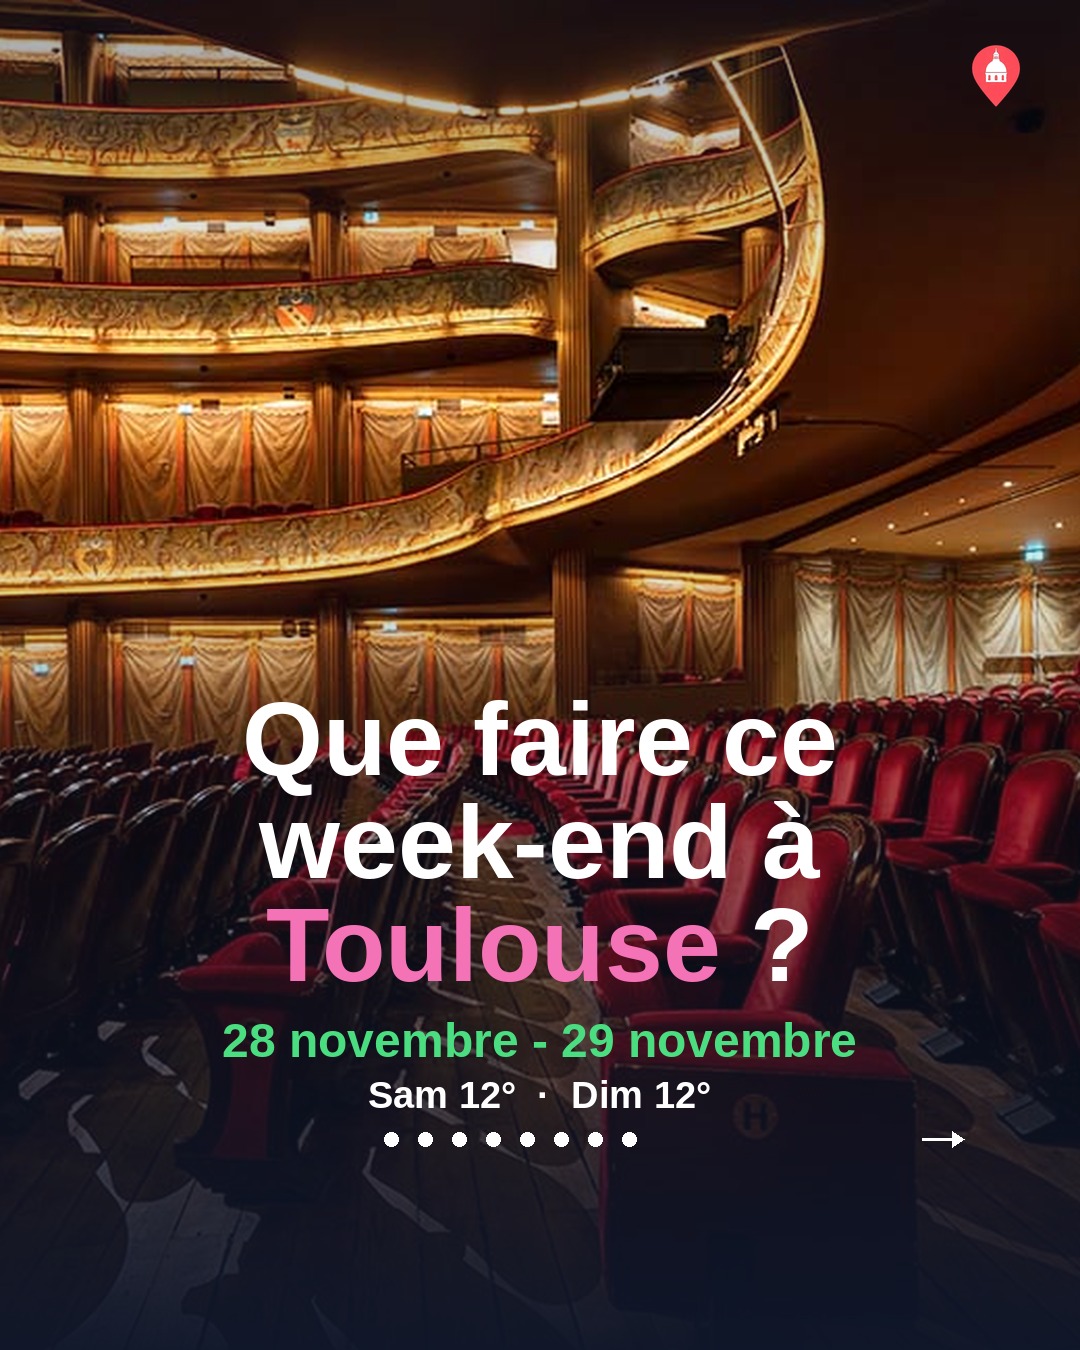 Que faire ce
week-end à
Toulouse ?
28 novembre - 29 novembre
Sam 12° · Dim 12°
H